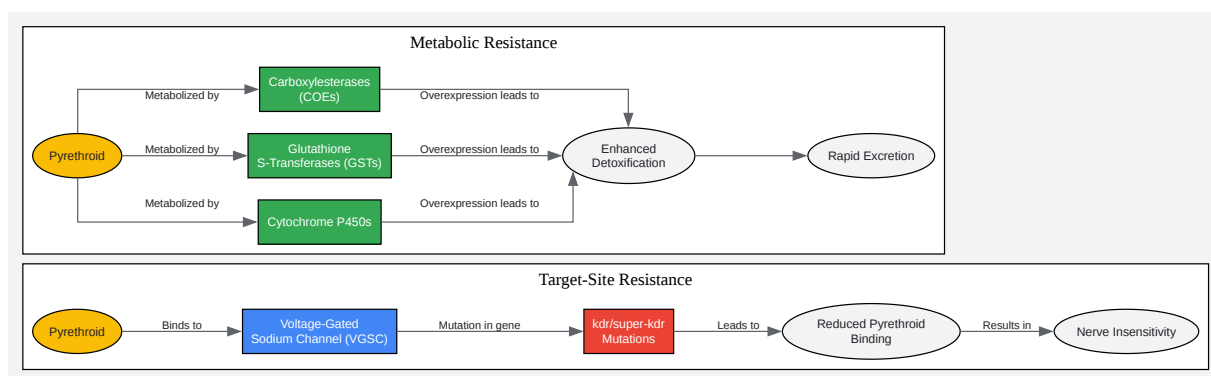 Metabolic Resistance
Carboxylesterases
(COEs)
Metabolized by
Overexpression leads to
Pyrethroid
Metabolized by
Glutathione
S-Transferases (GSTs)
Overexpression leads to
Enhanced
Detoxification
Rapid Excretion
Metabolized by
Cytochrome P450s
Overexpression leads to
Target-Site Resistance
Pyrethroid
Binds to
Voltage-Gated
Sodium Channel (VGSC)
Mutation in gene
kdr/super-kdr
Mutations
Leads to
Reduced Pyrethroid
Binding
Results in
Nerve Insensitivity